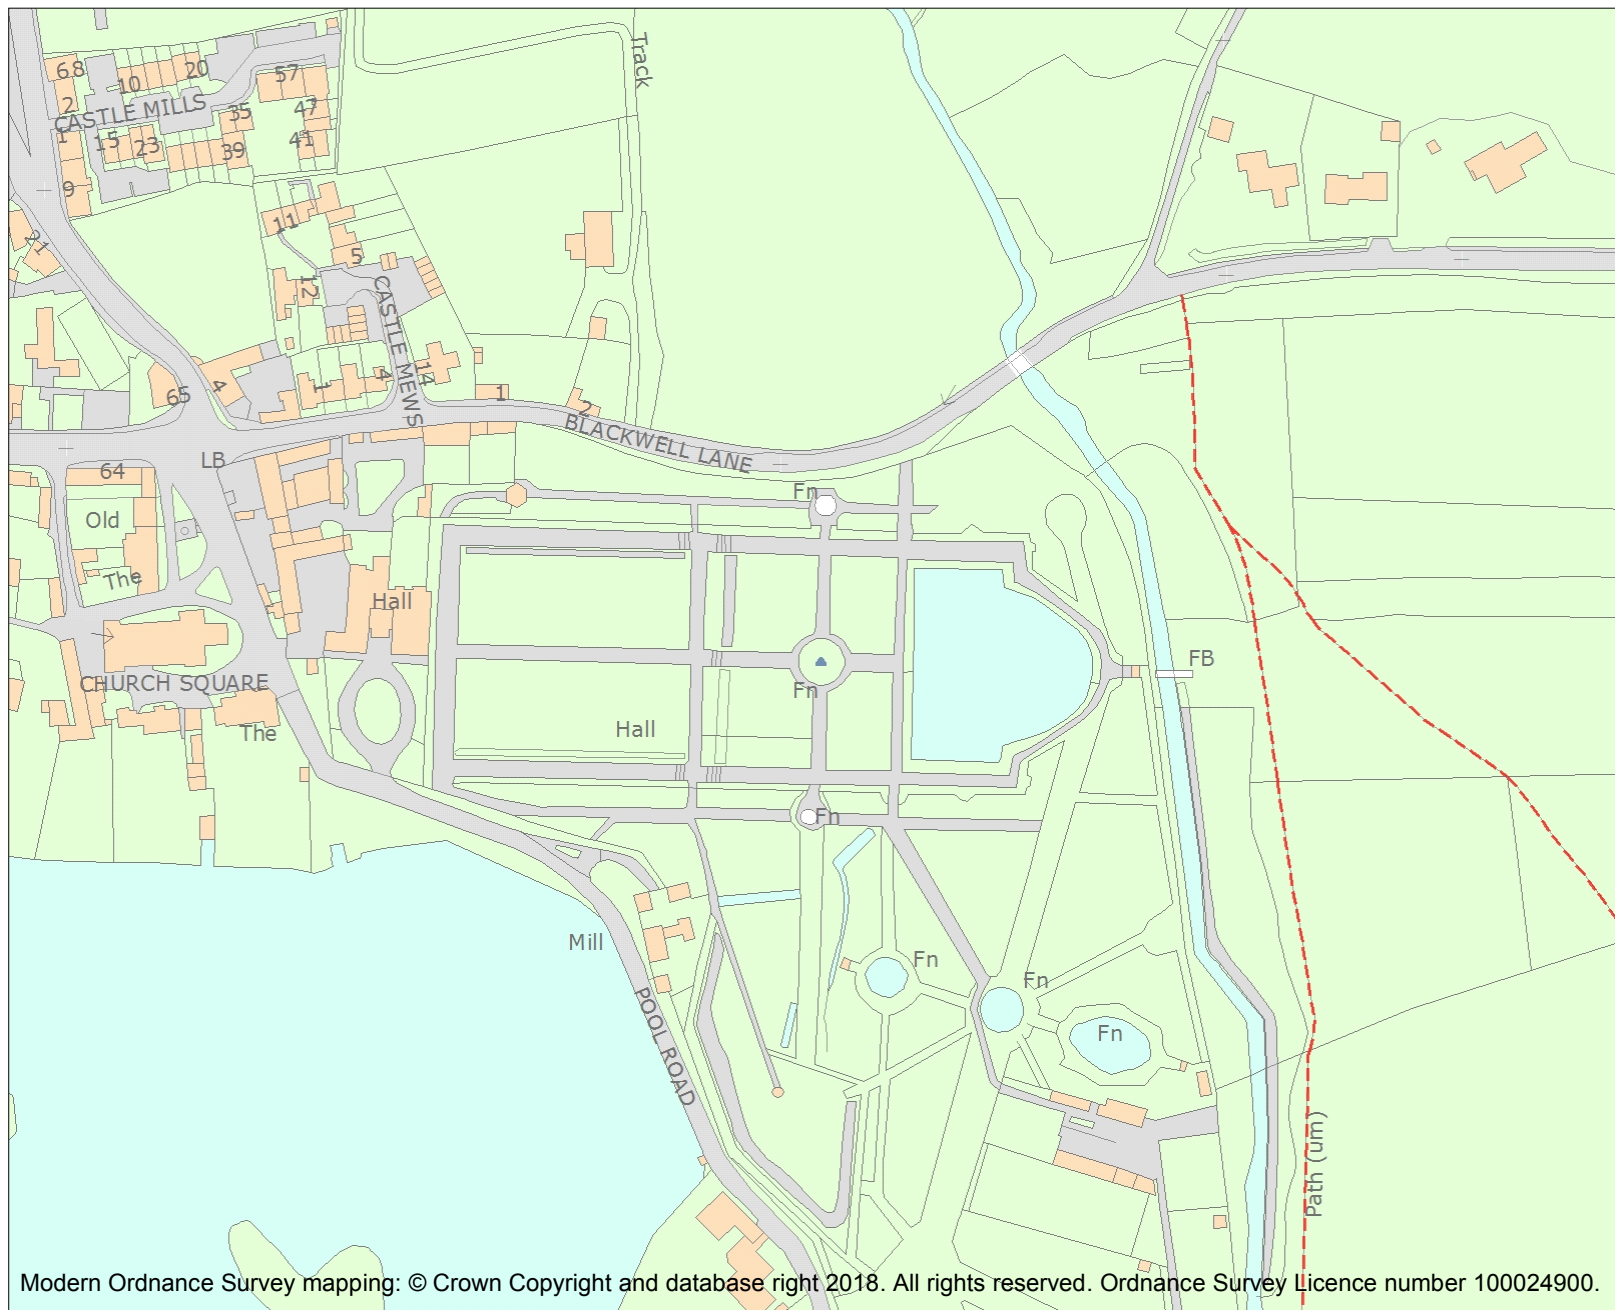 Track
68
20
57
10
2
CASTLE MILLS
35
47
1
15
23
39
41
9
11
21
5
12
CASTLE MEWS
14
4
1
4
65
1
2
BLACKWELL LANE
LB
64
Fn
Old
The
Hall
CHURCH SQUARE
FB
Fn
The
Hall
Fn
Mill
Fn
Fn
Fn
POOL ROAD
Path (um)
Modern Ordnance Survey mapping: © Crown Copyright and database right 2018. All rights reserved. Ordnance Survey Licence number 100024900.